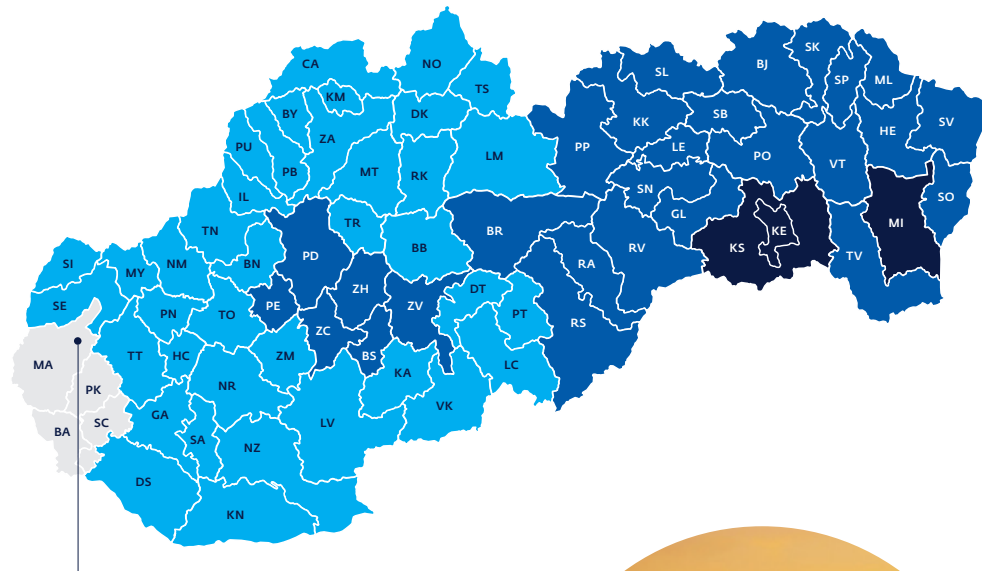 CA
NO
TS
KM
BY
ZA
DK
PU
PB
MT
RK
LM
IL
TR
TN
BB
SI
MY
NM
BN
PD
SE
PN
TO
PE
ZH
ZV
DT
PT
ZC
BS
MA
TT
HC
ZM
PK
NR
KA
LC
BA
SC
GA
SA
LV
VK
NZ
DS
KN
SK
BJ
SL
SP
ML
KK
SB
HE
SV
PP
LE
PO
VT
SN
SO
GL
KE
MI
BR
RV
KS
TV
RA
RS